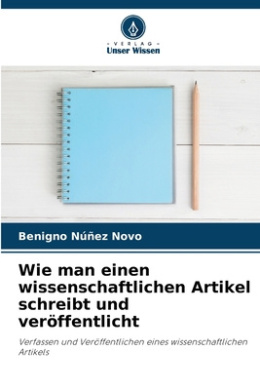 • VERLAG •
Unser Wissen
Benigno Núñez Novo
Wie man einen
wissenschaftlichen Artikel
schreibt und
veröffentlicht
Verfassen und Veröffentlichen eines wissenschaftlichen
Artikels